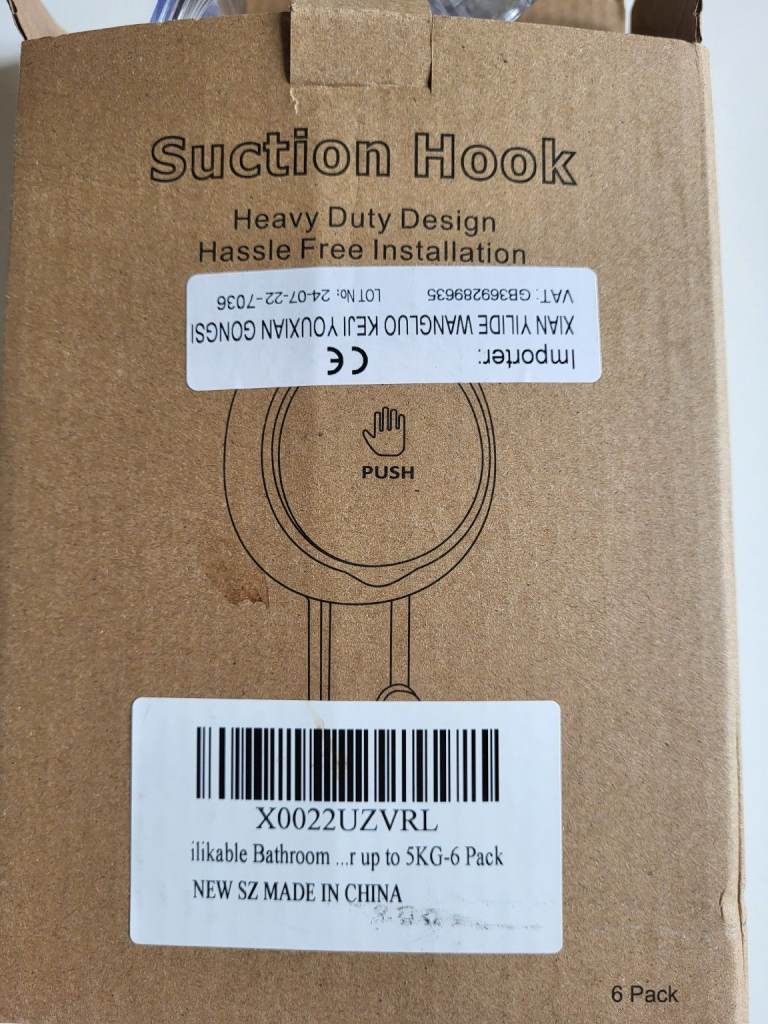 Suction Hook
Heavy Duty Design
Hassle Free Installation
Importer:
CE
XIAN YILIDE WANGLUO KEJI YOUXIAN GONGSI
VAT: GB369289635 LOT No: 24-07-22-7036
PUSH
X0022UZVRL
ilikable Bathroom ...r up to 5KG-6 Pack
NEW SZ MADE IN CHINA
6 Pack